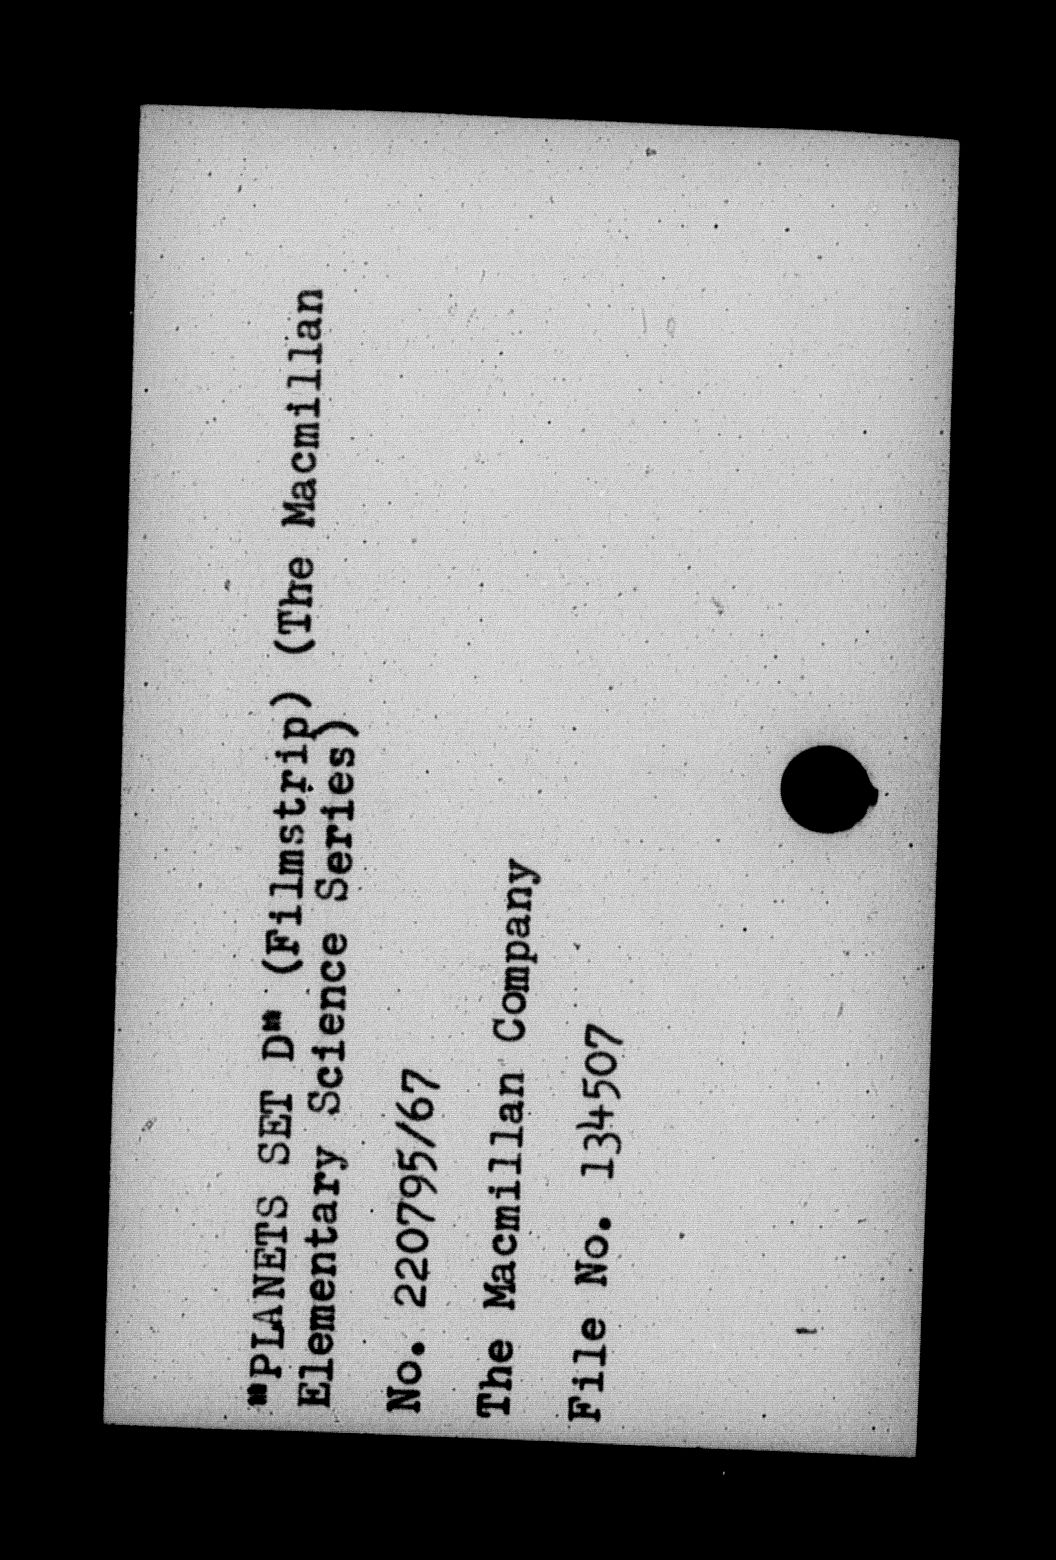 "PLANETS SET D" (Filmstrip) (The Macmillan
Elementary Science Series)
No. 220795/67
The Macmillan Company
File No. 134507